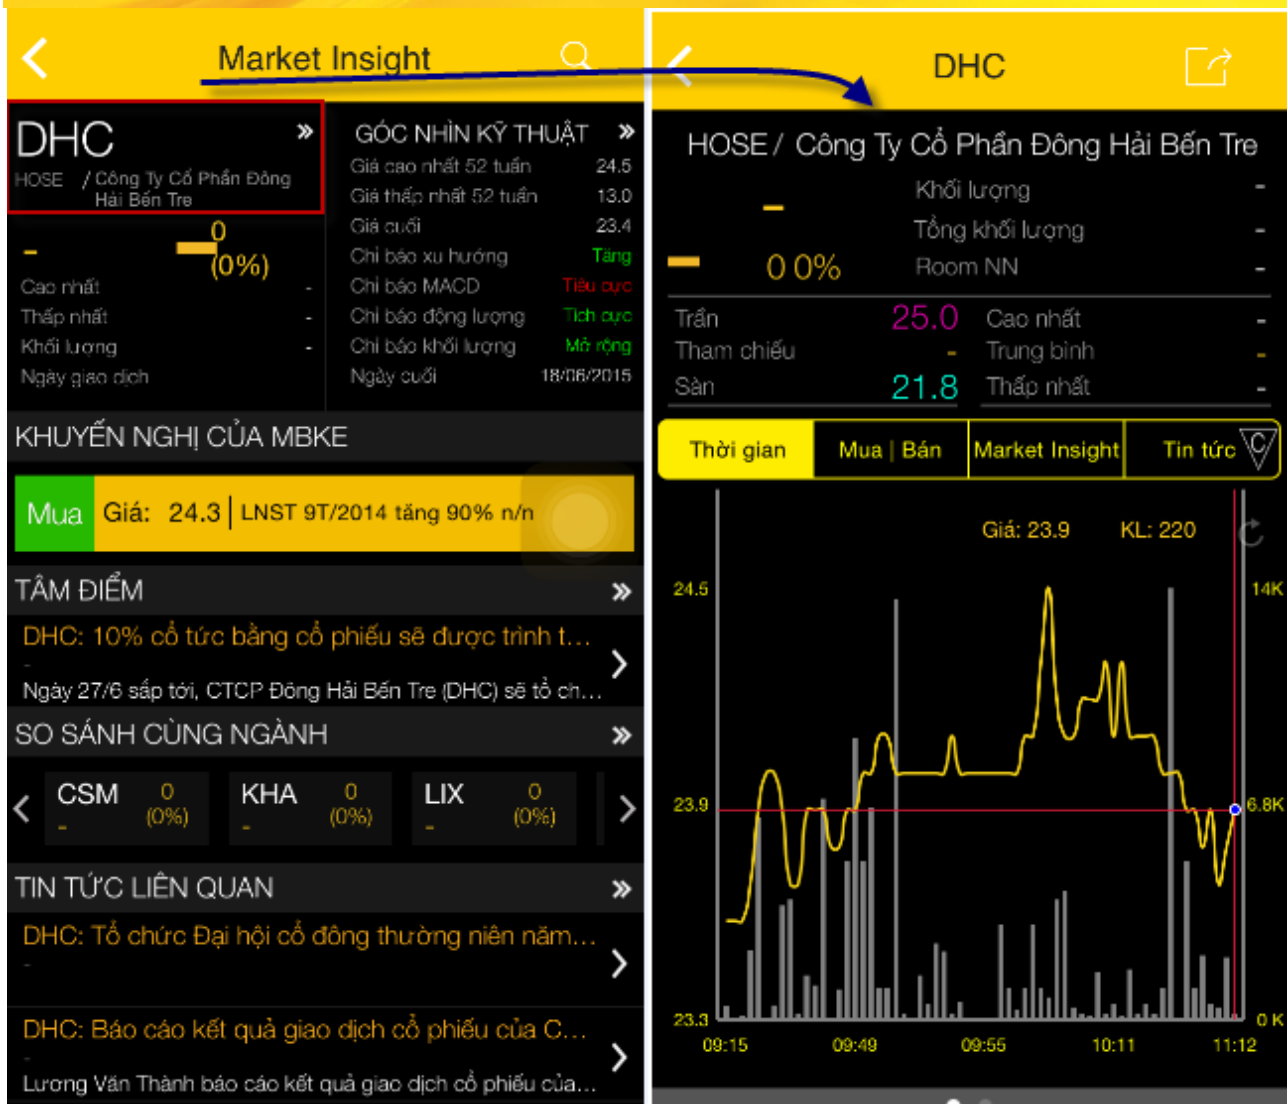 Market Insight
DHC
»
HOSE / Công Ty Cổ Phần Đông
Hải Bến Tre
-
0
(0%)
Cao nhất -
Thấp nhất -
Khối lượng -
Ngày giao dịch
GÓC NHÌN KỸ THUẬT »
Giá cao nhất 52 tuần 24.5
Giá thấp nhất 52 tuần 13.0
Giá cuối 23.4
Chỉ báo xu hướng Tăng
Chỉ báo MACD Tiêu cực
Chỉ báo động lượng Tích cực
Chỉ báo khối lượng Mở rộng
Ngày cuối 18/06/2015
KHUYẾN NGHỊ CỦA MBKE
Mua Giá: 24.3 | LNST 9T/2014 tăng 90% n/n
TÂM ĐIỂM »
DHC: 10% cổ tức bằng cổ phiếu sẽ được trình t...
-
Ngày 27/6 sắp tới, CTCP Đông Hải Bến Tre (DHC) sẽ tổ ch...
SO SÁNH CÙNG NGÀNH »
CSM 0
- (0%)
KHA 0
- (0%)
LIX 0
- (0%)
TIN TỨC LIÊN QUAN »
DHC: Tổ chức Đại hội cổ đông thường niên năm...
-
DHC: Báo cáo kết quả giao dịch cổ phiếu của C...
-
Lương Văn Thành báo cáo kết quả giao dịch cổ phiếu của...
DHC
HOSE / Công Ty Cổ Phần Đông Hải Bến Tre
-
0 0%
Khối lượng -
Tổng khối lượng -
Room NN -
Trần 25.0 Cao nhất -
Tham chiếu - Trung bình -
Sàn 21.8 Thấp nhất -
Thời gian Mua | Bán Market Insight Tin tức C
Giá: 23.9 KL: 220
24.5 14K
23.9 6.8K
23.3 0 K
09:15 09:49 09:55 10:11 11:12